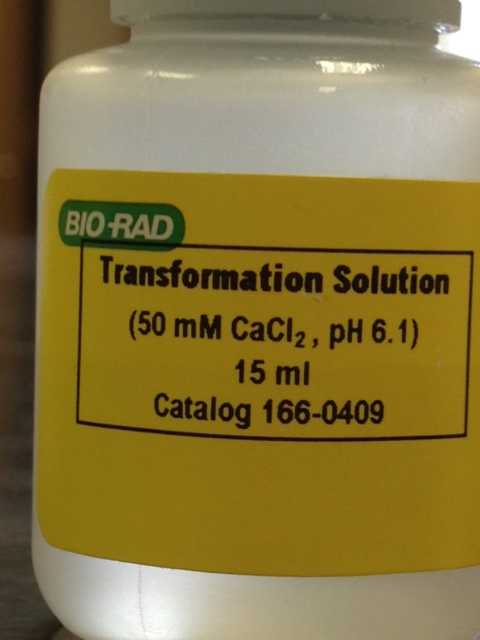 BIO-RAD
Transformation Solution
(50 mM CaCl₂, pH 6.1)
15 ml
Catalog 166-0409